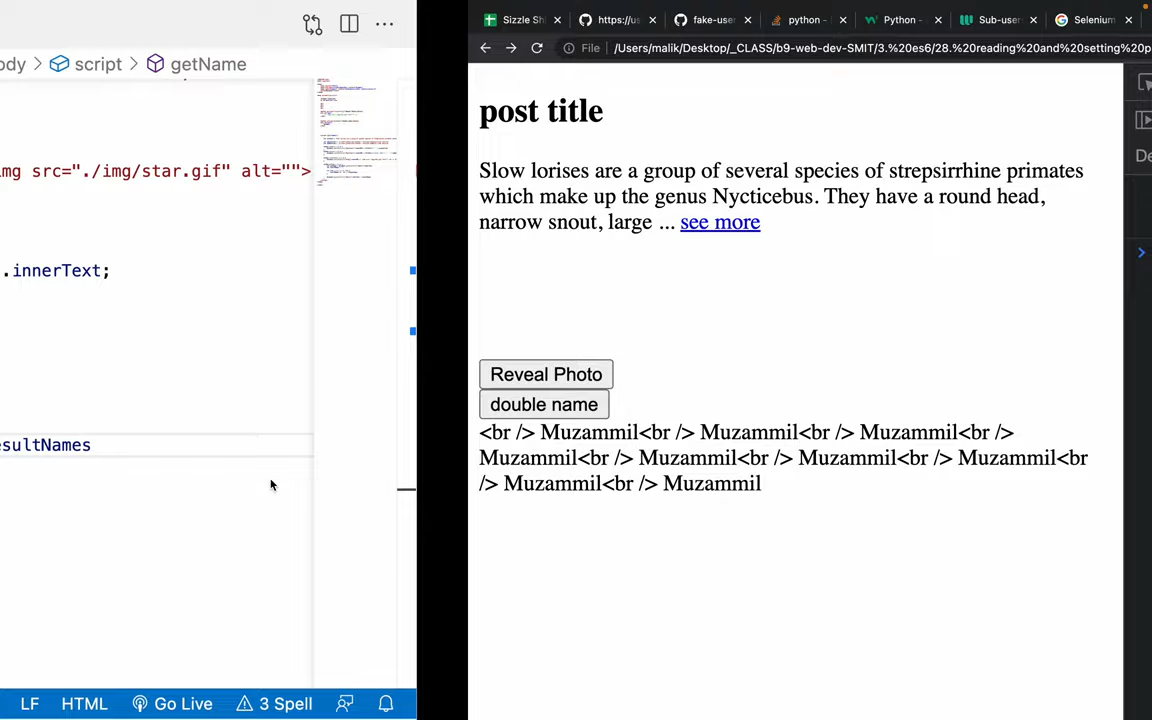 ody > script > getName
mg src="./img/star.gif" alt="">
.innerText;
esultNames
LF HTML Go Live 3 Spell
Sizzle Sh × https://us × fake-user × python - × Python - × Sub-user × Selenium ×
File /Users/malik/Desktop/_CLASS/b9-web-dev-SMIT/3.%20es6/28.%20reading%20and%20setting%20p
post title
Slow lorises are a group of several species of strepsirrhine primates
which make up the genus Nycticebus. They have a round head,
narrow snout, large ... see more
Reveal Photo
double name
<br /> Muzammil<br /> Muzammil<br /> Muzammil<br />
Muzammil<br /> Muzammil<br /> Muzammil<br /> Muzammil<br
/> Muzammil<br /> Muzammil
De